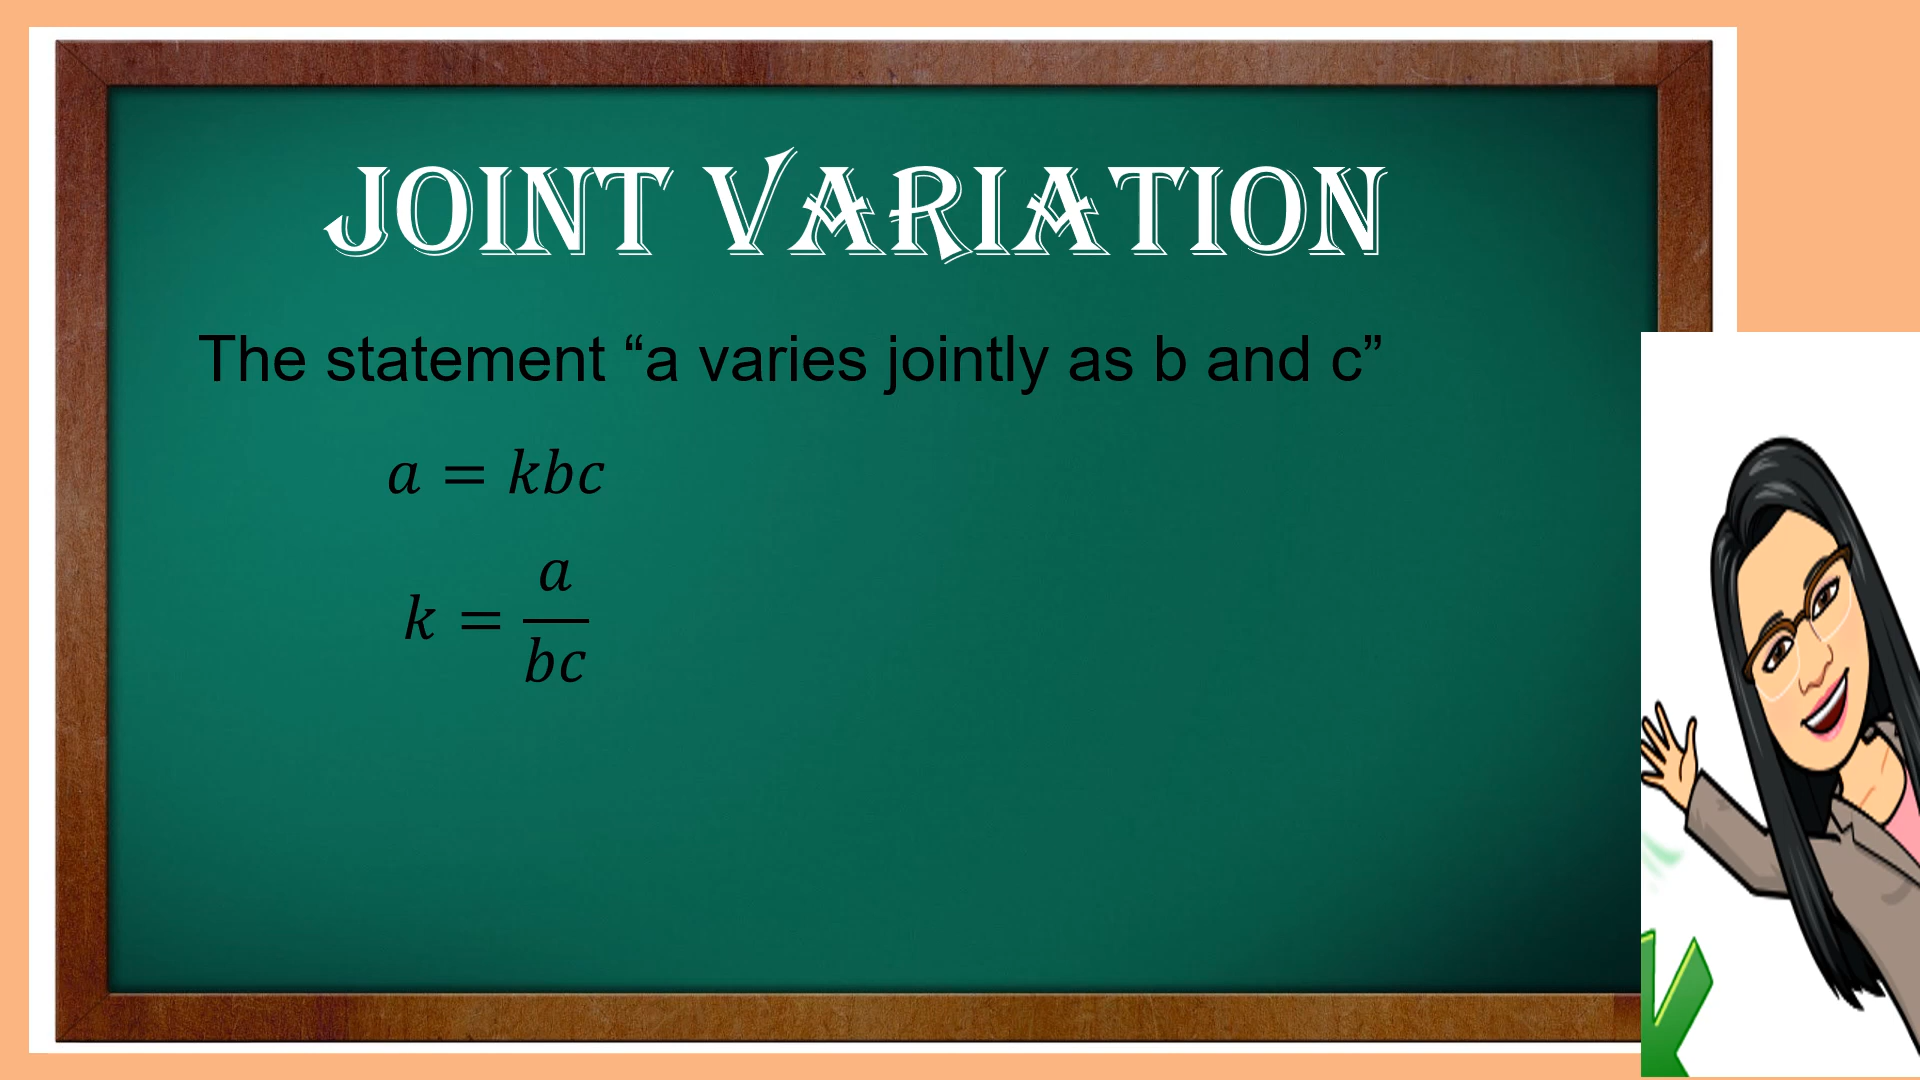 JOINT VARIATION
The statement “a varies jointly as b and c”
a = kbc
k = a/bc